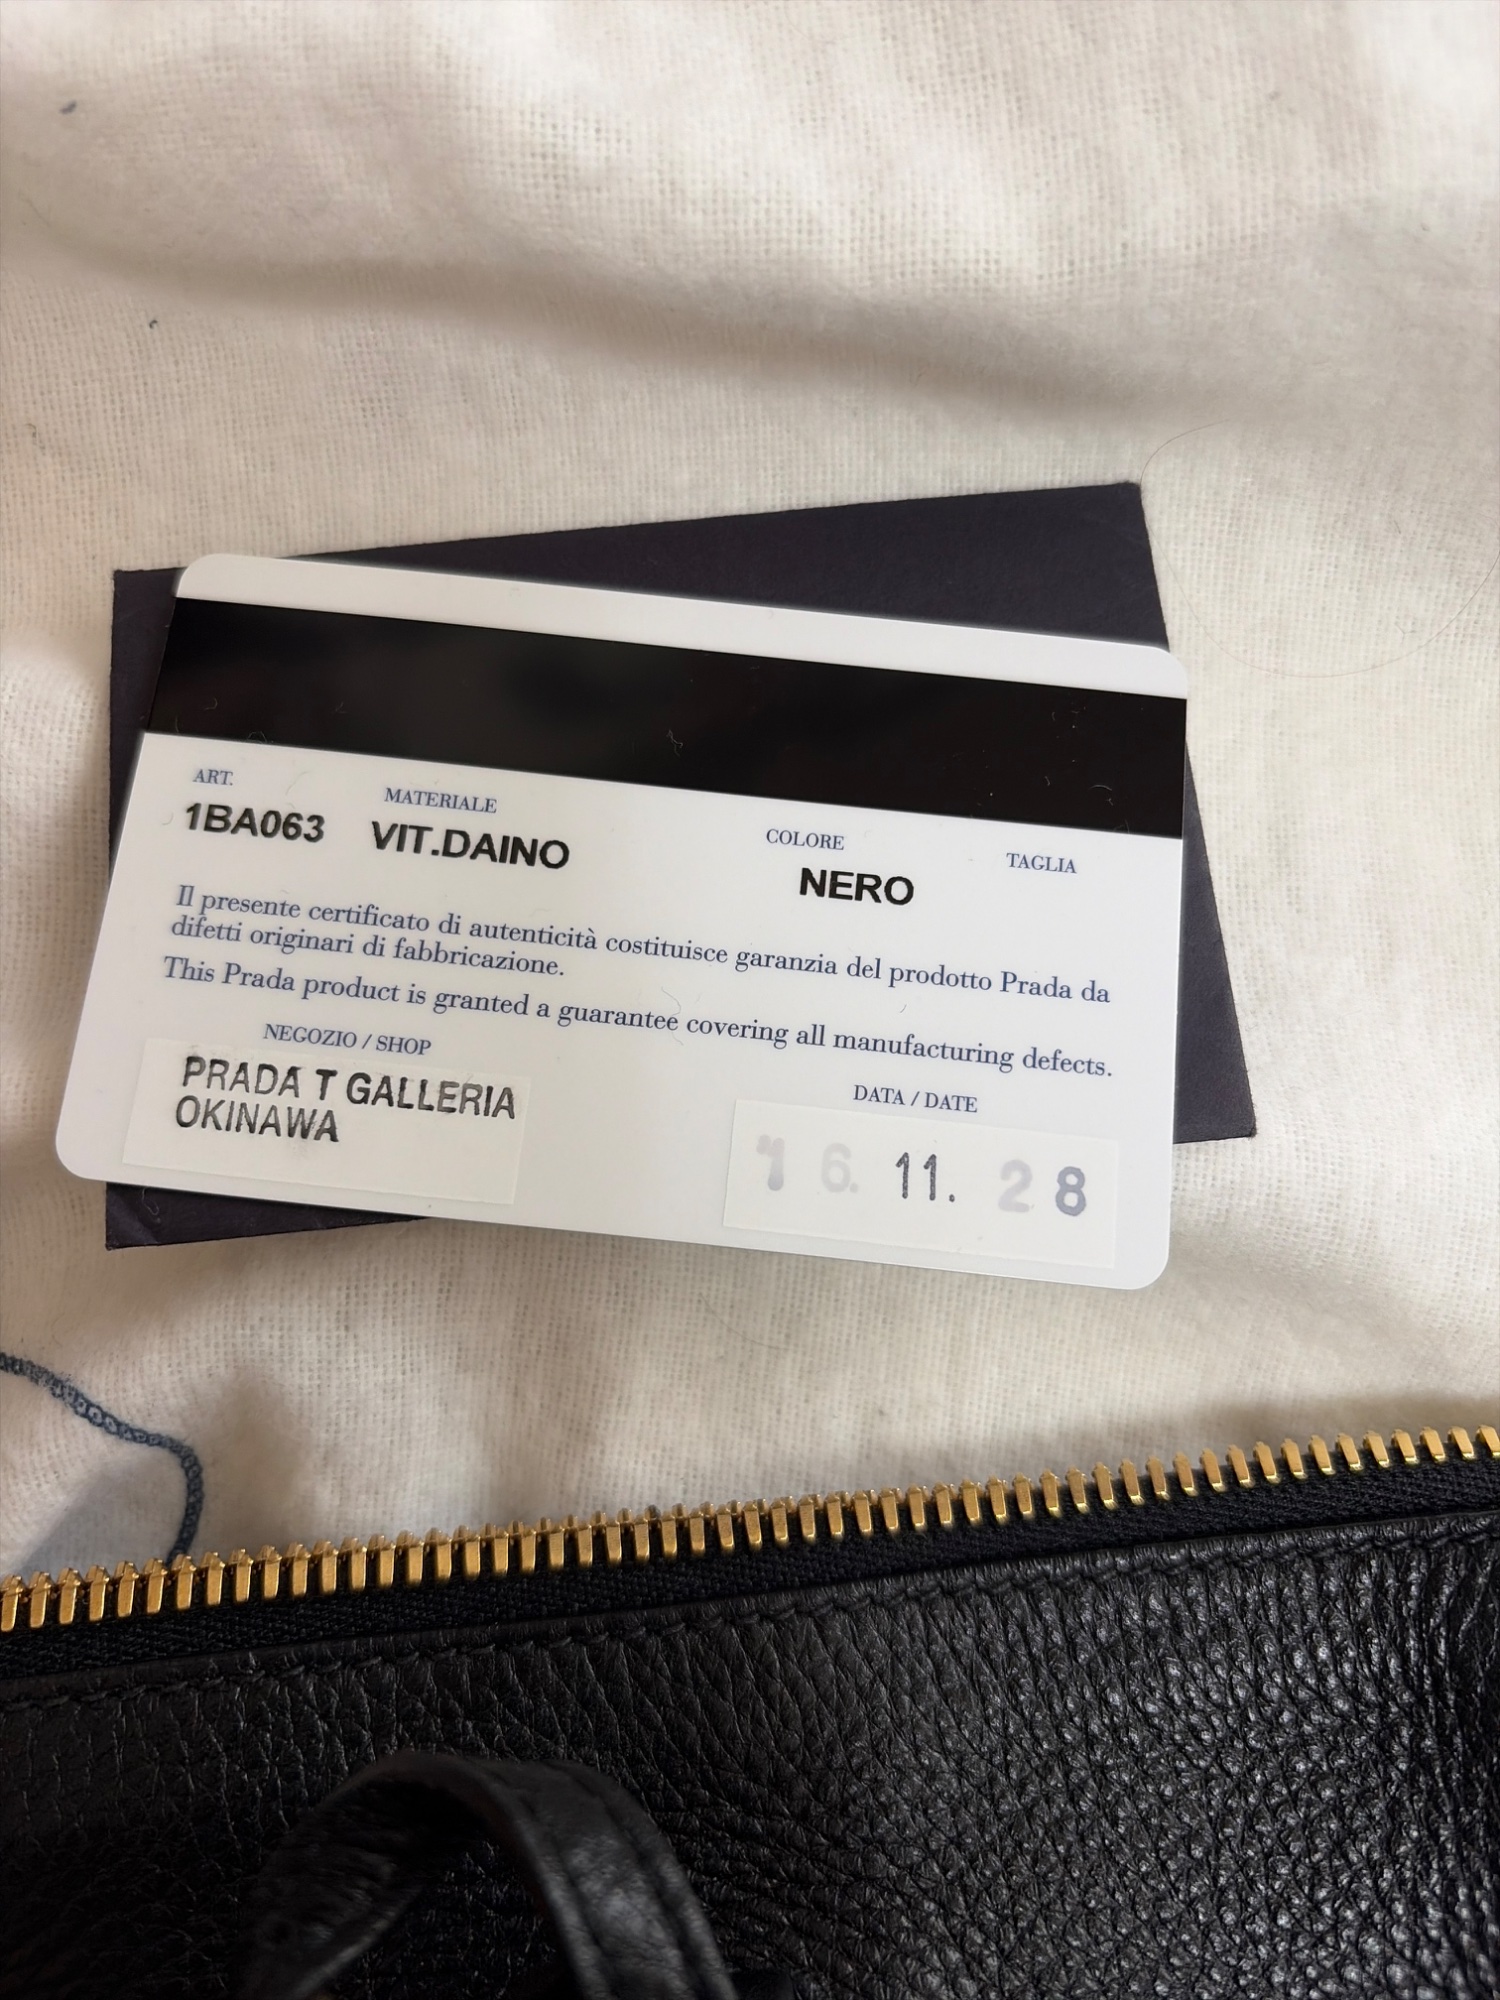 ART.
MATERIALE
COLORE
TAGLIA
1BA063
VIT.DAINO
NERO
Il presente certificato di autenticità costituisce garanzia del prodotto Prada da
difetti originari di fabbricazione.
This Prada product is granted a guarantee covering all manufacturing defects.
NEGOZIO / SHOP
PRADA T GALLERIA
OKINAWA
DATA / DATE
16. 11. 28